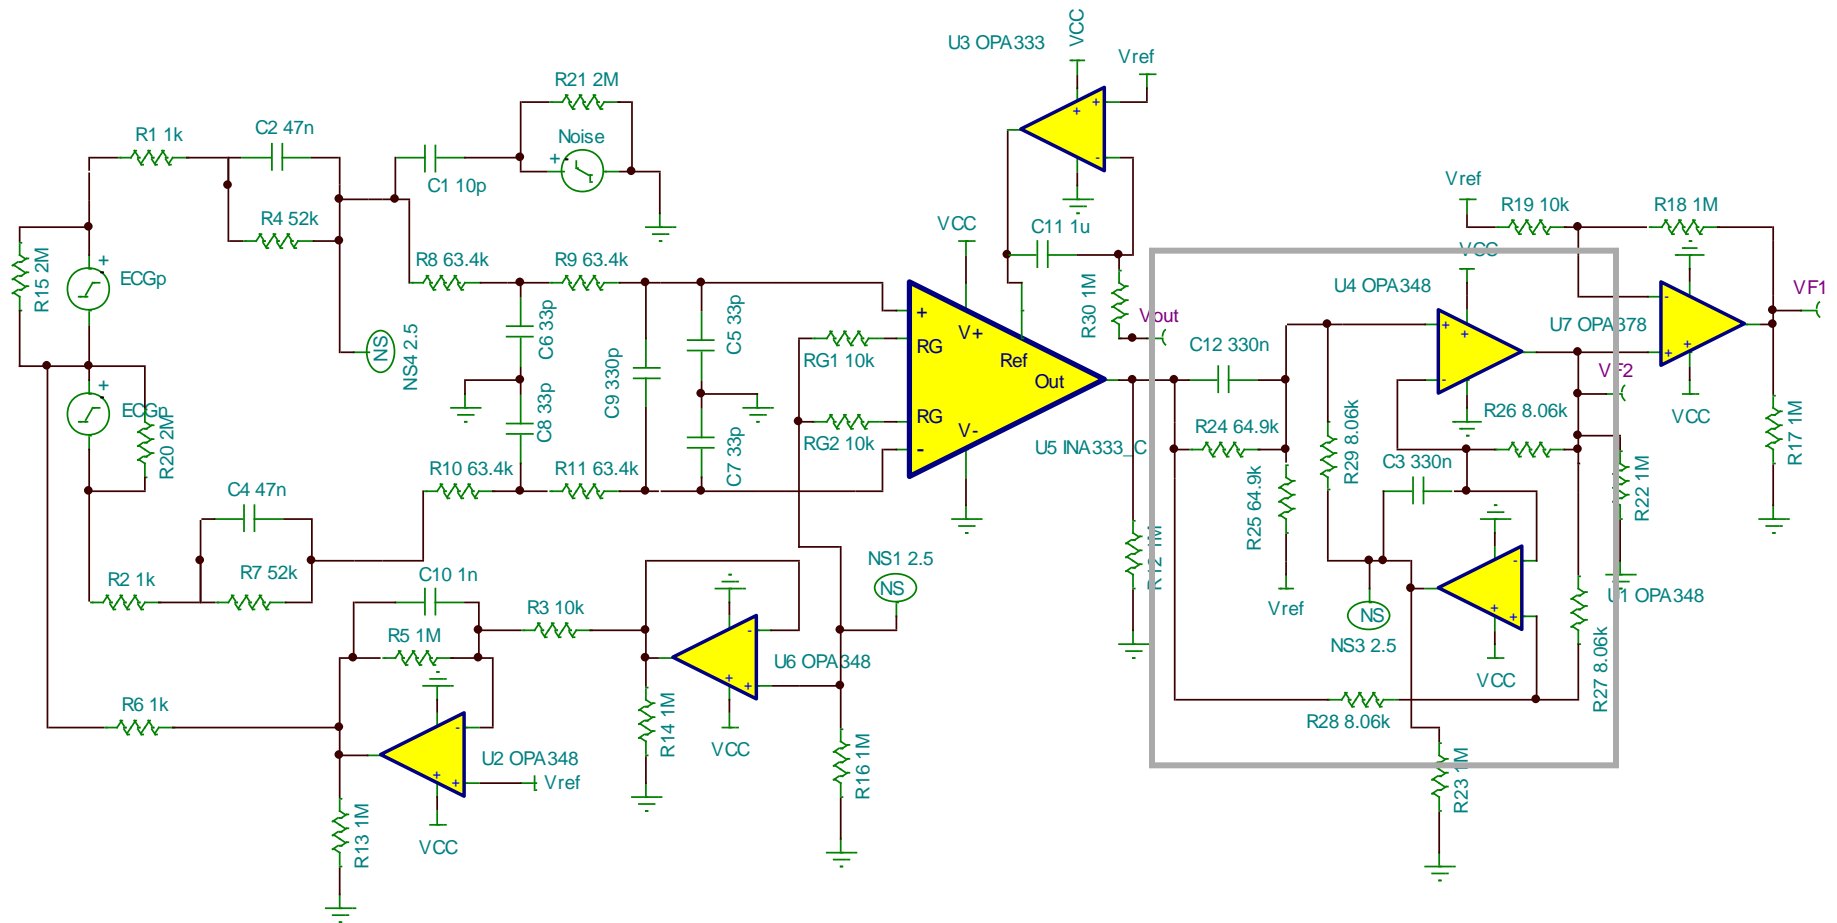 U3 OPA333
VCC
Vref
R21 2M
Noise
+
-
C2 47n
R1 1k
C1 10p
R4 52k
R15 2M
+
ECGp
R8 63.4k
R9 63.4k
NS
NS4 2.5
C6 33p
C5 33p
C9 330p
C8 33p
C7 33p
+
ECGn
R20 2M
R10 63.4k
R11 63.4k
C4 47n
R2 1k
R7 52k
VCC
C11 1u
R30 1M
Vout
+
RG
V+
Ref
Out
RG
V-
-
RG1 10k
RG2 10k
U5 INA333_C
R12 1M
C12 330n
R24 64.9k
R25 64.9k
Vref
U4 OPA348
VCC
R29 8.06k
R26 8.06k
C3 330n
NS
NS3 2.5
VCC
U1 OPA348
R28 8.06k
R27 8.06k
R23 1M
R22 1M
Vref
R19 10k
R18 1M
U7 OPA378
VCC
VF1
VF2
R17 1M
C10 1n
R5 1M
R3 10k
NS1 2.5
NS
U6 OPA348
VCC
R14 1M
R16 1M
R6 1k
U2 OPA348
Vref
VCC
R13 1M